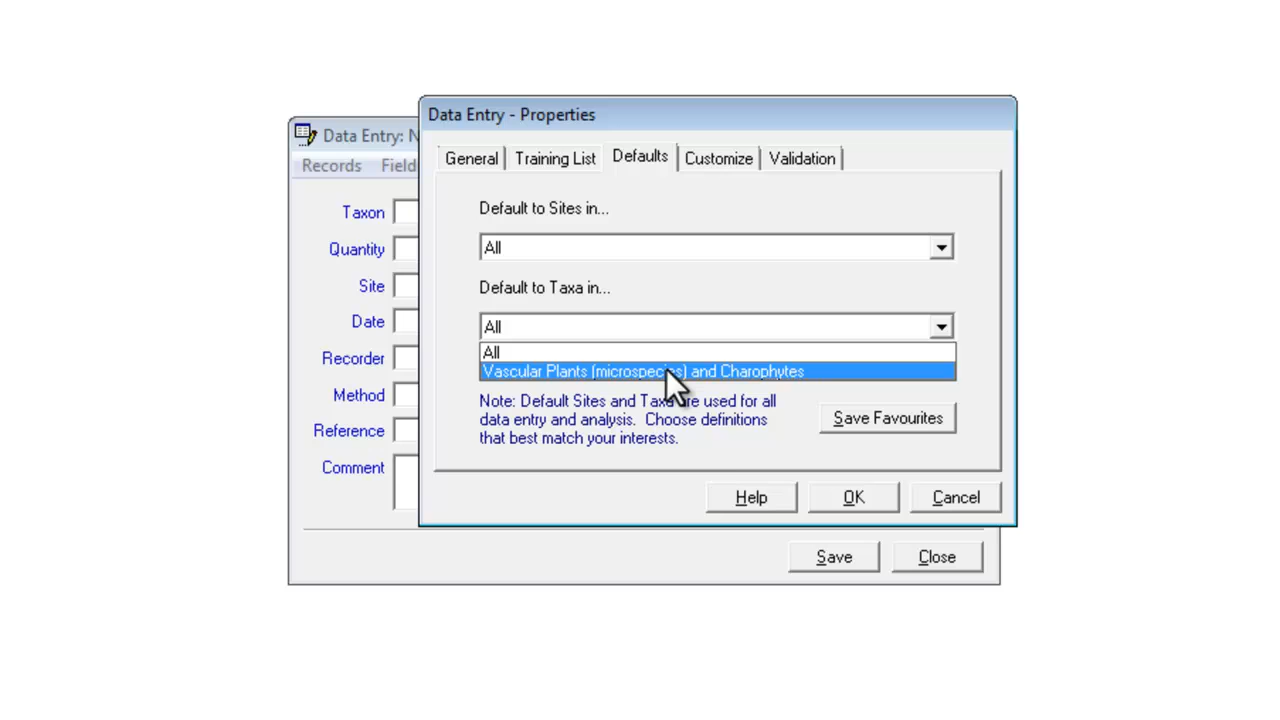 Data Entry - Properties
Data Entry: N
Records Field
General Training List Defaults Customize Validation
Default to Sites in...
All
Default to Taxa in...
All
All
Vascular Plants (microspecies) and Charophytes
Note: Default Sites and Taxa are used for all
data entry and analysis. Choose definitions
that best match your interests.
Save Favourites
Help OK Cancel
Taxon
Quantity
Site
Date
Recorder
Method
Reference
Comment
Save Close